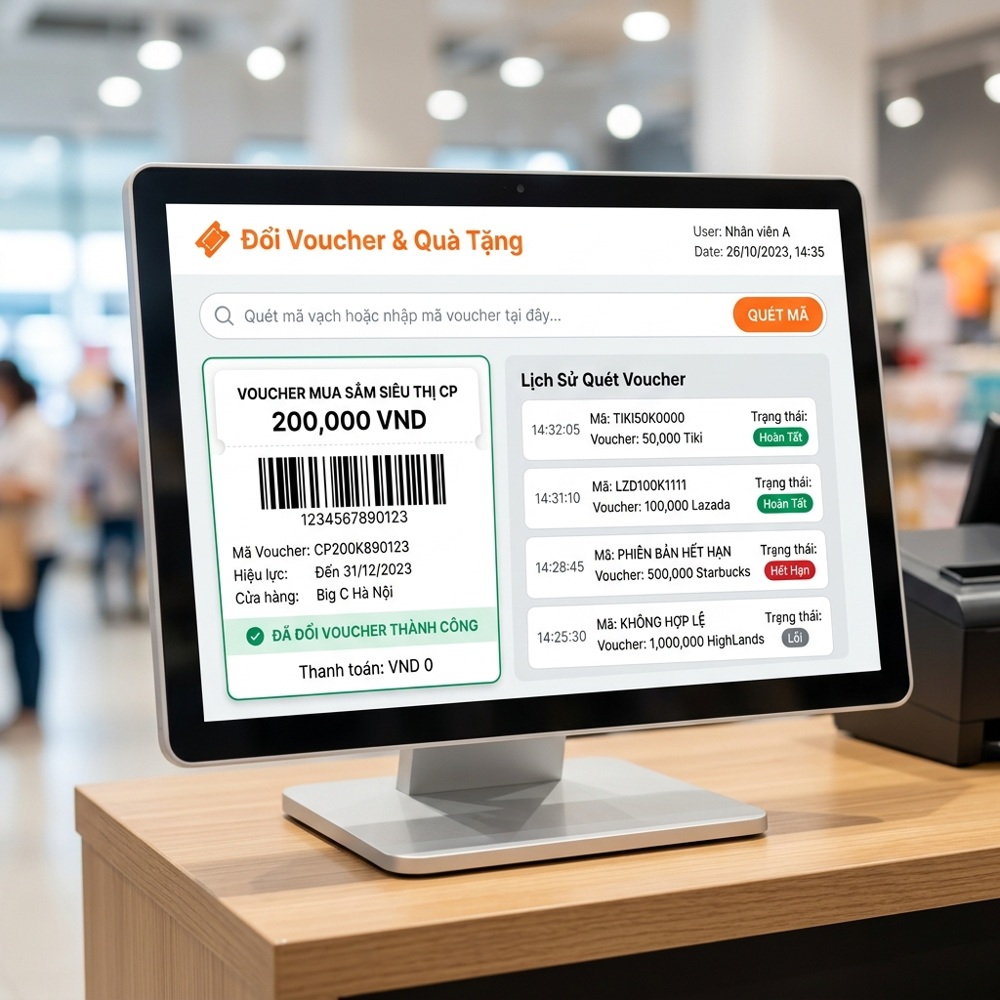 Đổi Voucher & Quà Tặng
User: Nhân viên A
Date: 26/10/2023, 14:35
Quét mã vạch hoặc nhập mã voucher tại đây...
QUÉT MÃ
VOUCHER MUA SẮM SIÊU THỊ CP
200,000 VND
1234567890123
Mã Voucher: CP200K890123
Hiệu lực: Đến 31/12/2023
Cửa hàng: Big C Hà Nội
ĐÃ ĐỔI VOUCHER THÀNH CÔNG
Thanh toán: VND 0
Lịch Sử Quét Voucher
14:32:05
Mã: TIKI50K0000
Voucher: 50,000 Tiki
Trạng thái:
Hoàn Tất
14:31:10
Mã: LZD100K1111
Voucher: 100,000 Lazada
Trạng thái:
Hoàn Tất
14:28:45
Mã: PHIÊN BẢN HẾT HẠN
Voucher: 500,000 Starbucks
Trạng thái:
Hết Hạn
14:25:30
Mã: KHÔNG HỢP LỆ
Voucher: 1,000,000 HighLands
Trạng thái:
Lỗi